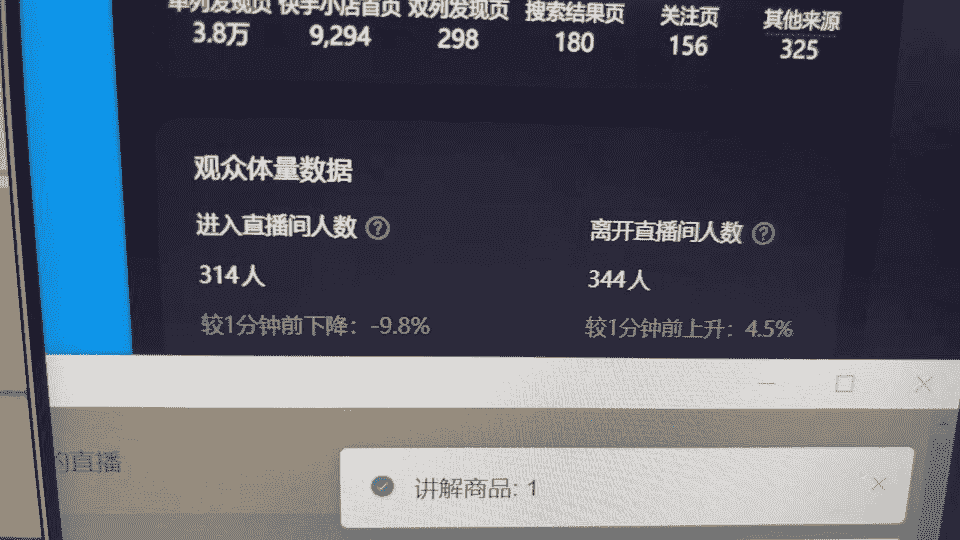 单列发现页 快手小店首页 双列发现页 搜索结果页 关注页 其他来源
3.8万 9,294 298 180 156 325
观众体量数据
进入直播间人数 ? 离开直播间人数 ?
314人 344人
较1分钟前下降：-9.8% 较1分钟前上升：4.5%
的直播
讲解商品: 1